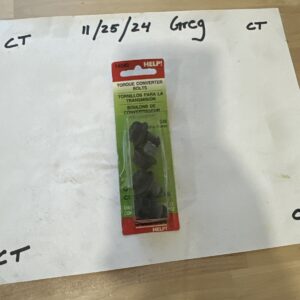 CT 11/25/24 Greg CT
HELP!
TORQUE CONVERTER
BOLTS
TORNILLOS PARA LA
TRANSMISION
BOULONS DE
CONVERTISSEUR
HELP!
CT